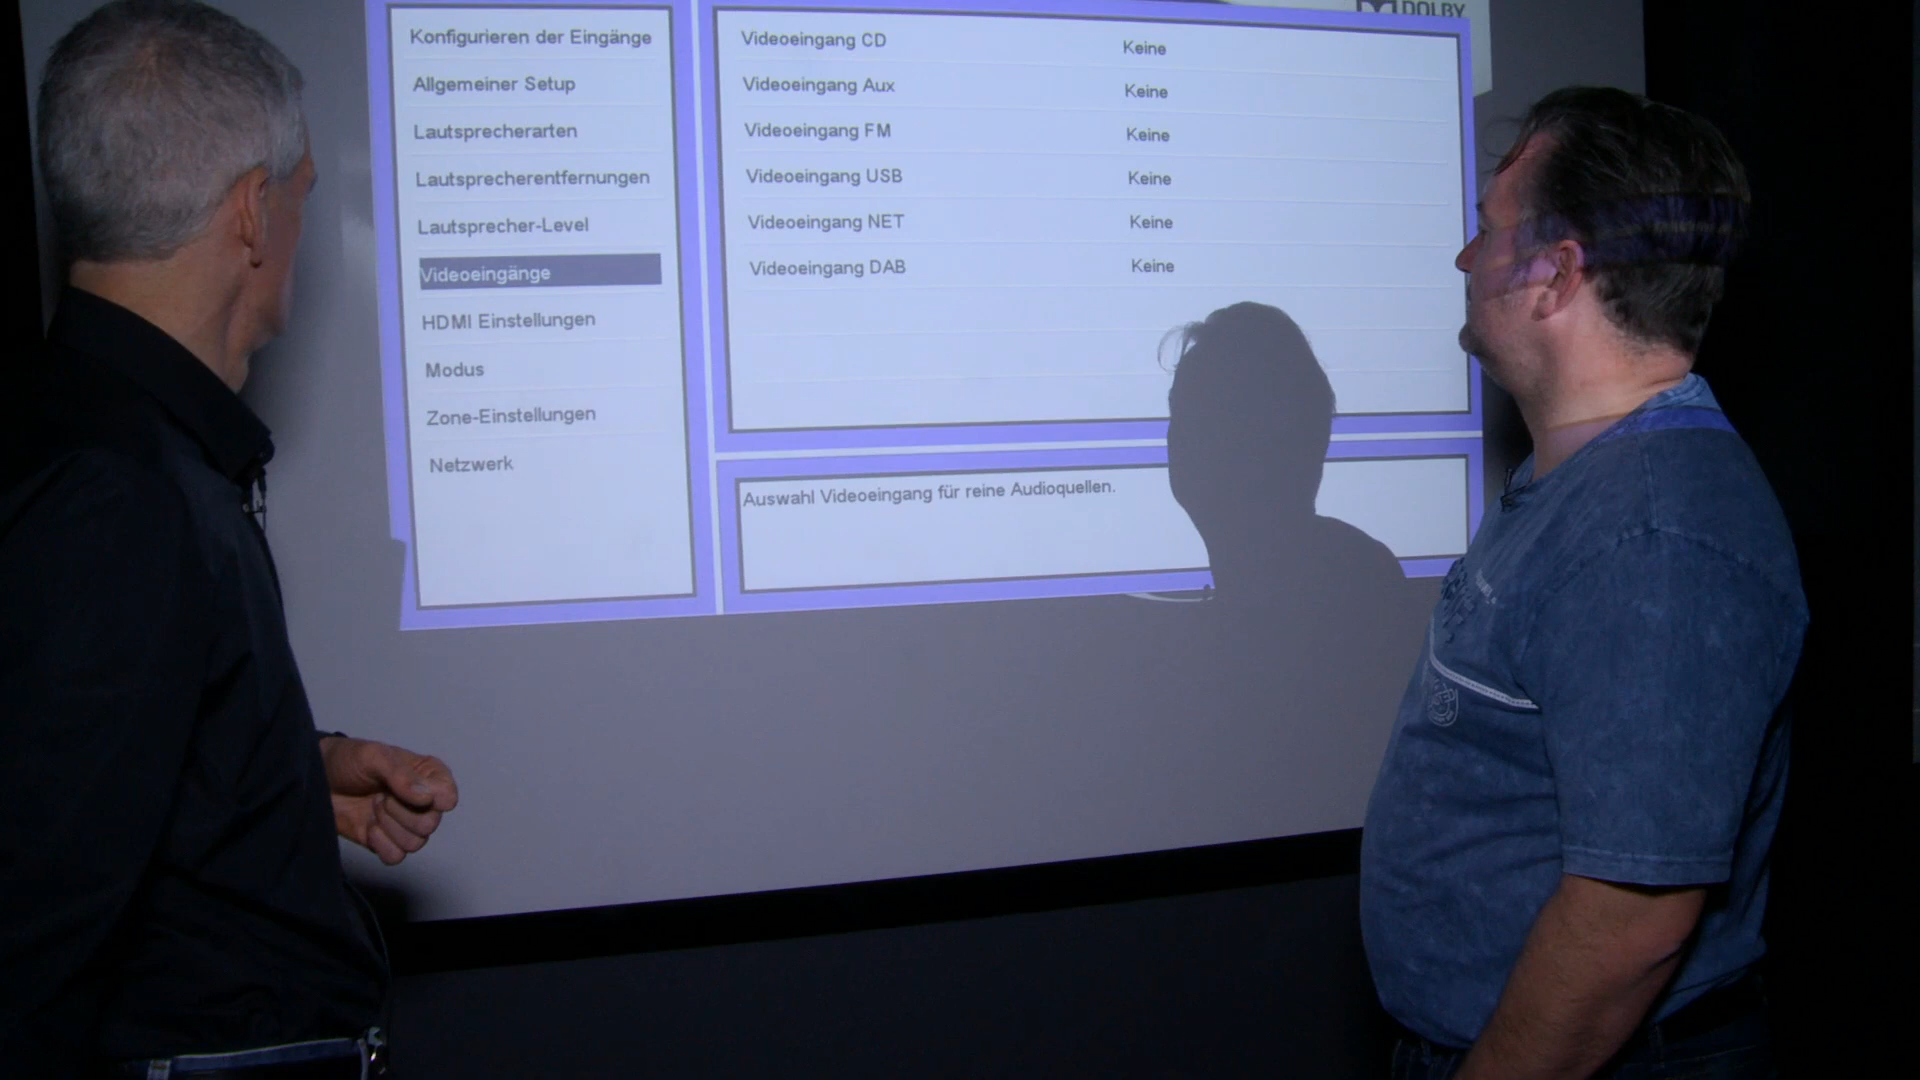 DOLBY
Konfigurieren der Eingänge
Allgemeiner Setup
Lautsprecherarten
Lautsprecherentfernungen
Lautsprecher-Level
Videoeingänge
HDMI Einstellungen
Modus
Zone-Einstellungen
Netzwerk
Videoeingang CD Keine
Videoeingang Aux Keine
Videoeingang FM Keine
Videoeingang USB Keine
Videoeingang NET Keine
Videoeingang DAB Keine
Auswahl Videoeingang für reine Audioquellen.